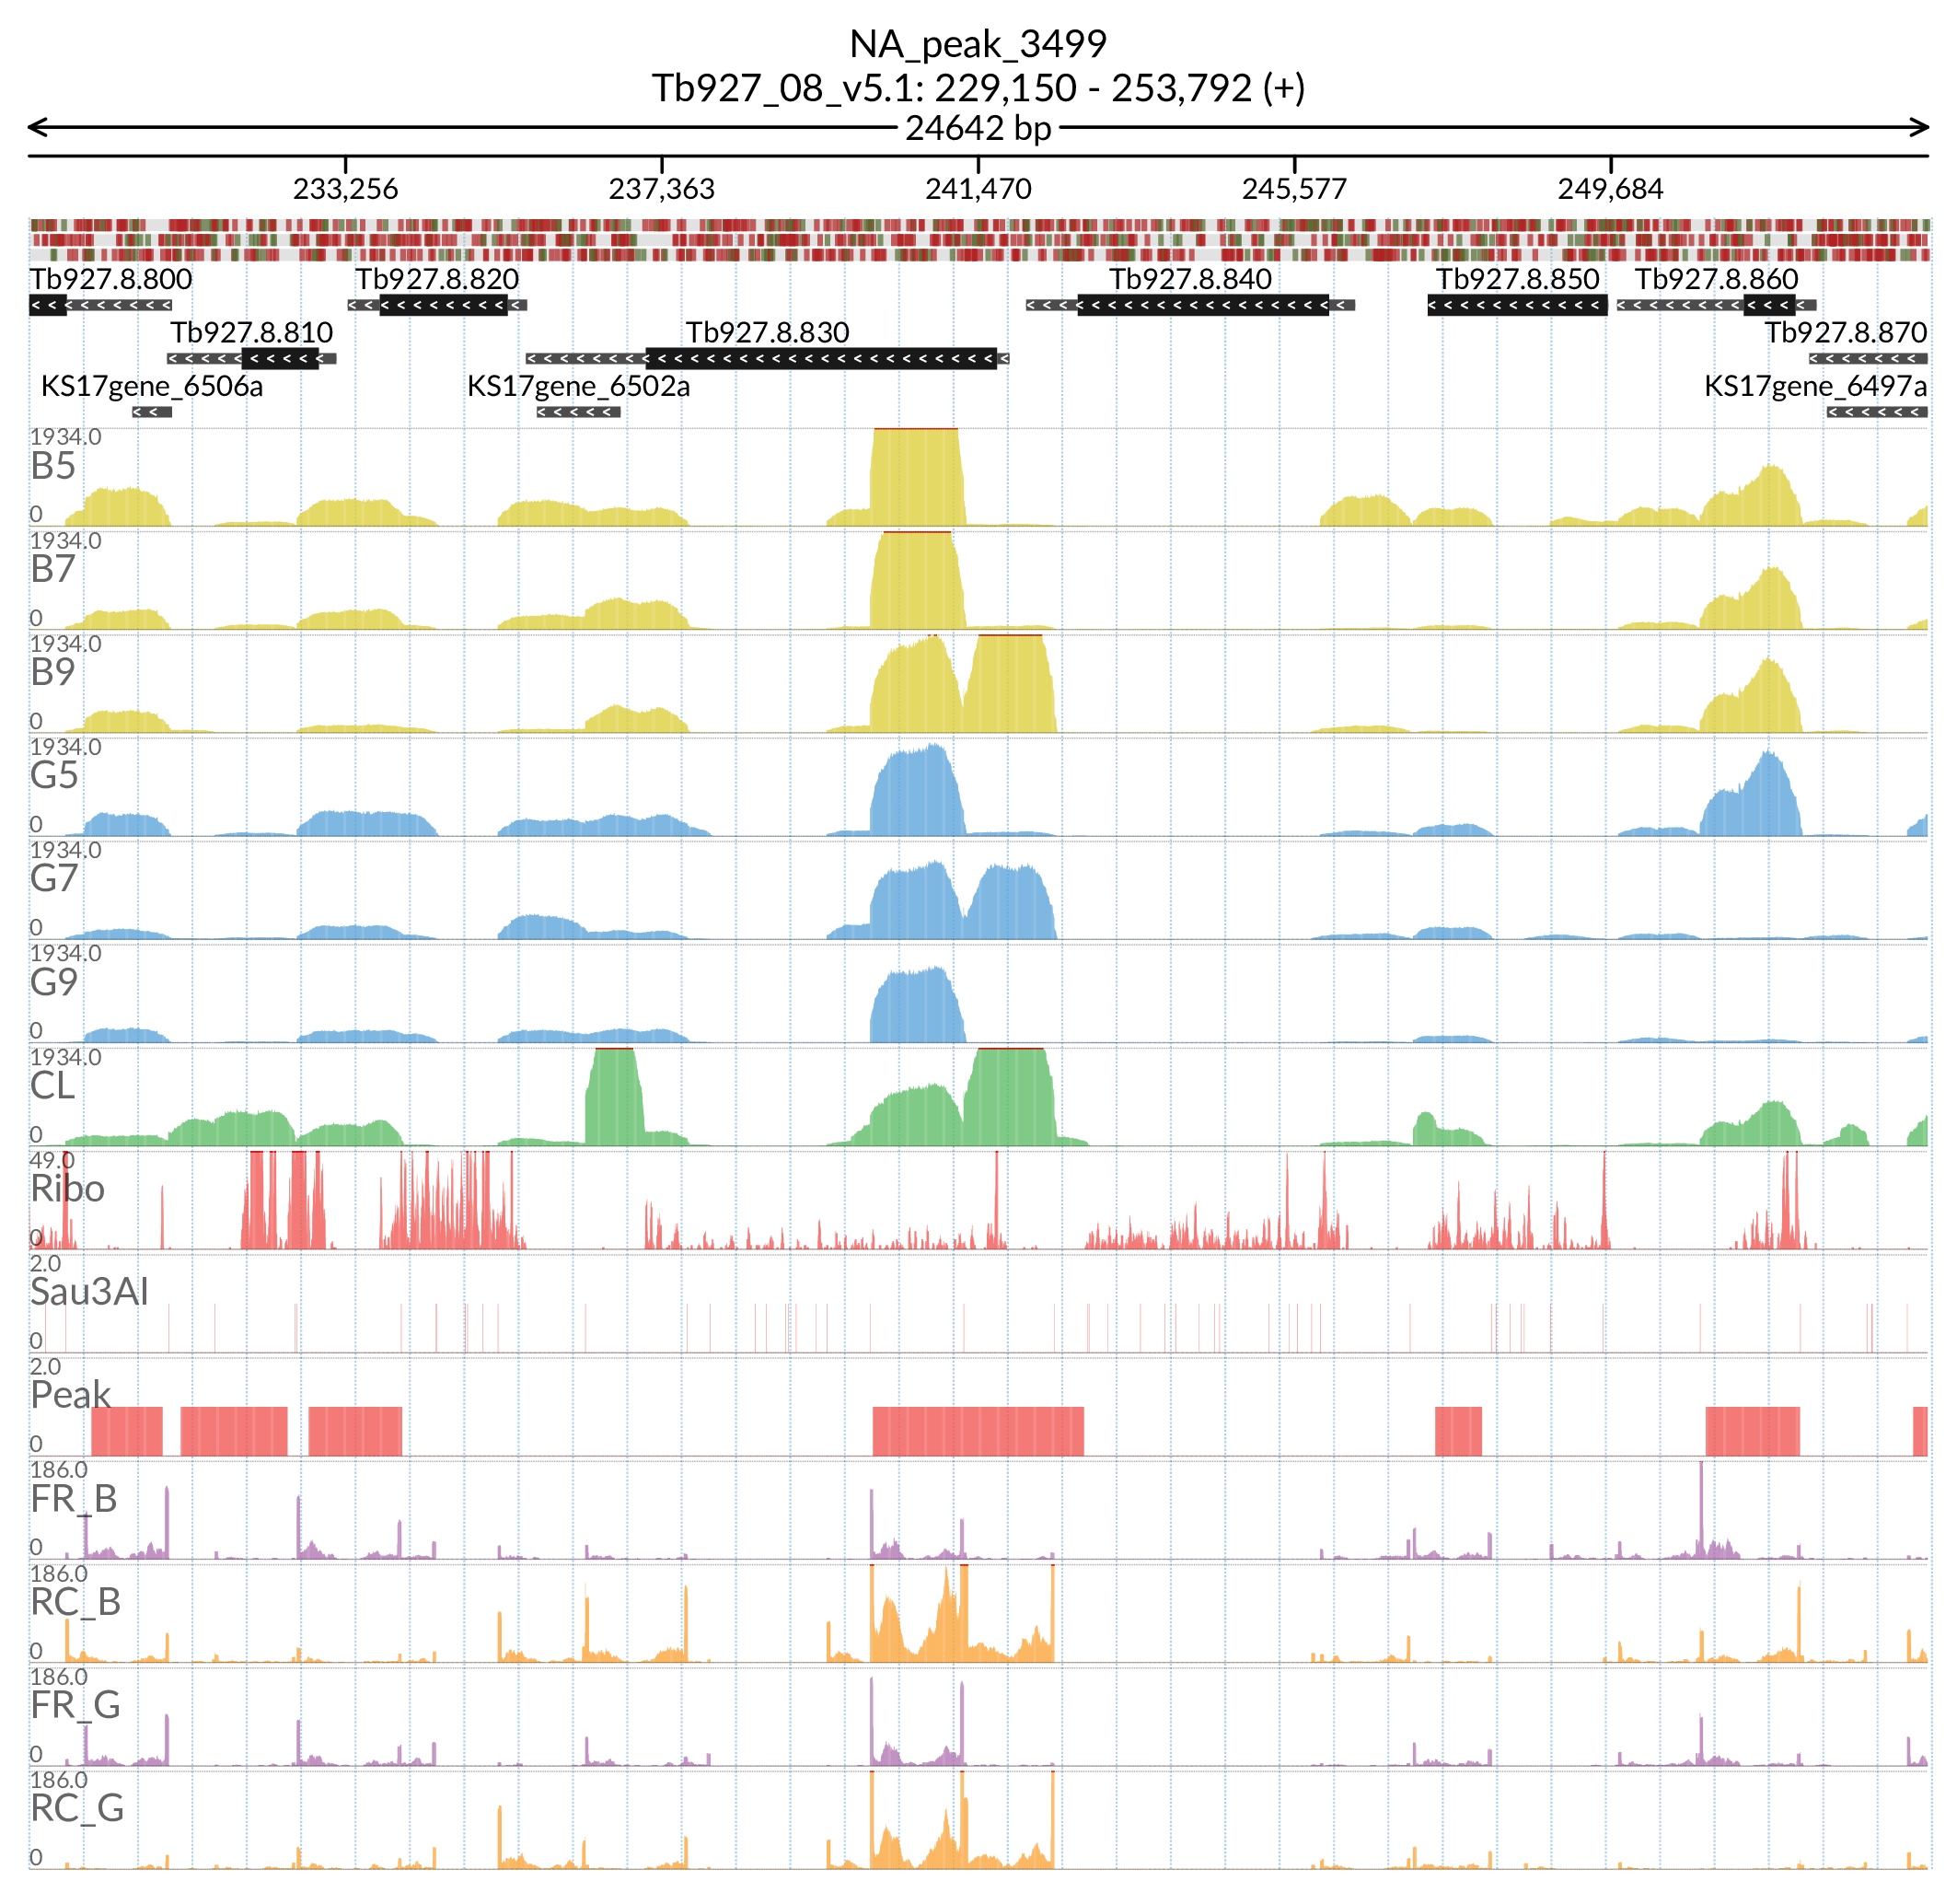 NA_peak_3499
Tb927_08_v5.1: 229,150 - 253,792 (+)
24642 bp
233,256 237,363 241,470 245,577 249,684
Tb927.8.800 Tb927.8.820 Tb927.8.840 Tb927.8.850 Tb927.8.860
Tb927.8.810 Tb927.8.830 Tb927.8.870
KS17gene_6506a KS17gene_6502a KS17gene_6497a
1934.0
B5
0
1934.0
B7
0
1934.0
B9
0
1934.0
G5
0
1934.0
G7
0
1934.0
G9
0
1934.0
CL
0
49.0
Ribo
0
2.0
Sau3AI
0
2.0
Peak
0
186.0
FR_B
0
186.0
RC_B
0
186.0
FR_G
0
186.0
RC_G
0